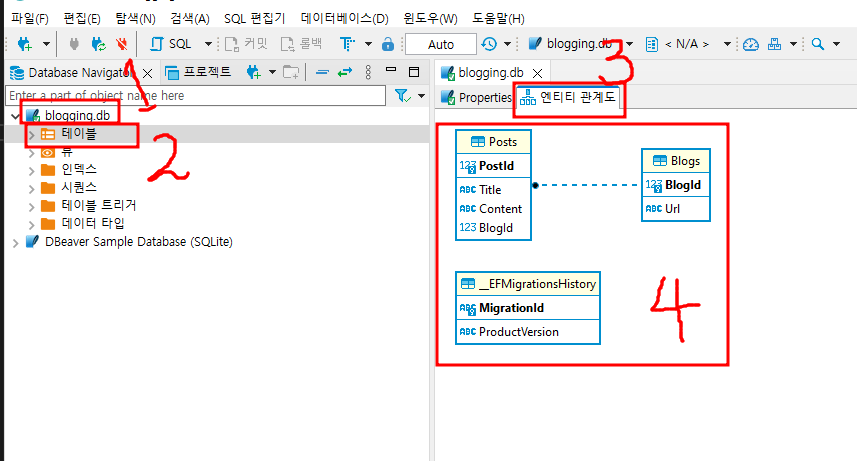 파일(F) 편집(E) 탐색(A) 검색(A) SQL 편집기 데이터베이스(D) 윈도우(W) 도움말(H)
SQL 커밋 롤백 Auto blogging.db < N/A >
Database Navigator 프로젝트
blogging.db
Enter a part of object name here
Properties 엔티티 관계도
blogging.db
테이블
뷰
인덱스
시퀀스
테이블 트리거
데이터 타입
DBeaver Sample Database (SQLite)
1
2
3
Posts
123 PostId
ABC Title
ABC Content
123 BlogId
Blogs
123 BlogId
ABC Url
__EFMigrationsHistory
ABC MigrationId
ABC ProductVersion
4